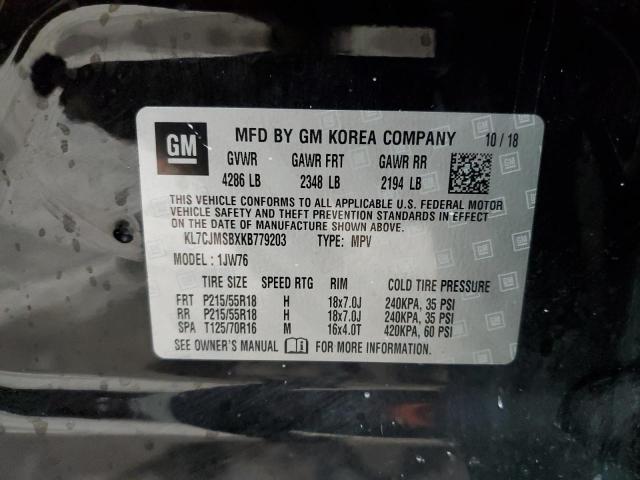 GM MFD BY GM KOREA COMPANY 10 / 18
GVWR GAWR FRT GAWR RR
4286 LB 2348 LB 2194 LB
THIS VEHICLE CONFORMS TO ALL APPLICABLE U.S. FEDERAL MOTOR
VEHICLE SAFETY AND THEFT PREVENTION STANDARDS IN EFFECT
ON THE DATE OF MANUFACTURE SHOWN ABOVE.
KL7CJMSBXKB779203 TYPE: MPV
MODEL : 1JW76
TIRE SIZE SPEED RTG RIM COLD TIRE PRESSURE
FRT P215/55R18 H 18x7.0J 240KPA, 35 PSI
RR P215/55R18 H 18x7.0J 240KPA, 35 PSI
SPA T125/70R16 M 16x4.0T 420KPA, 60 PSI
SEE OWNER'S MANUAL FOR MORE INFORMATION.